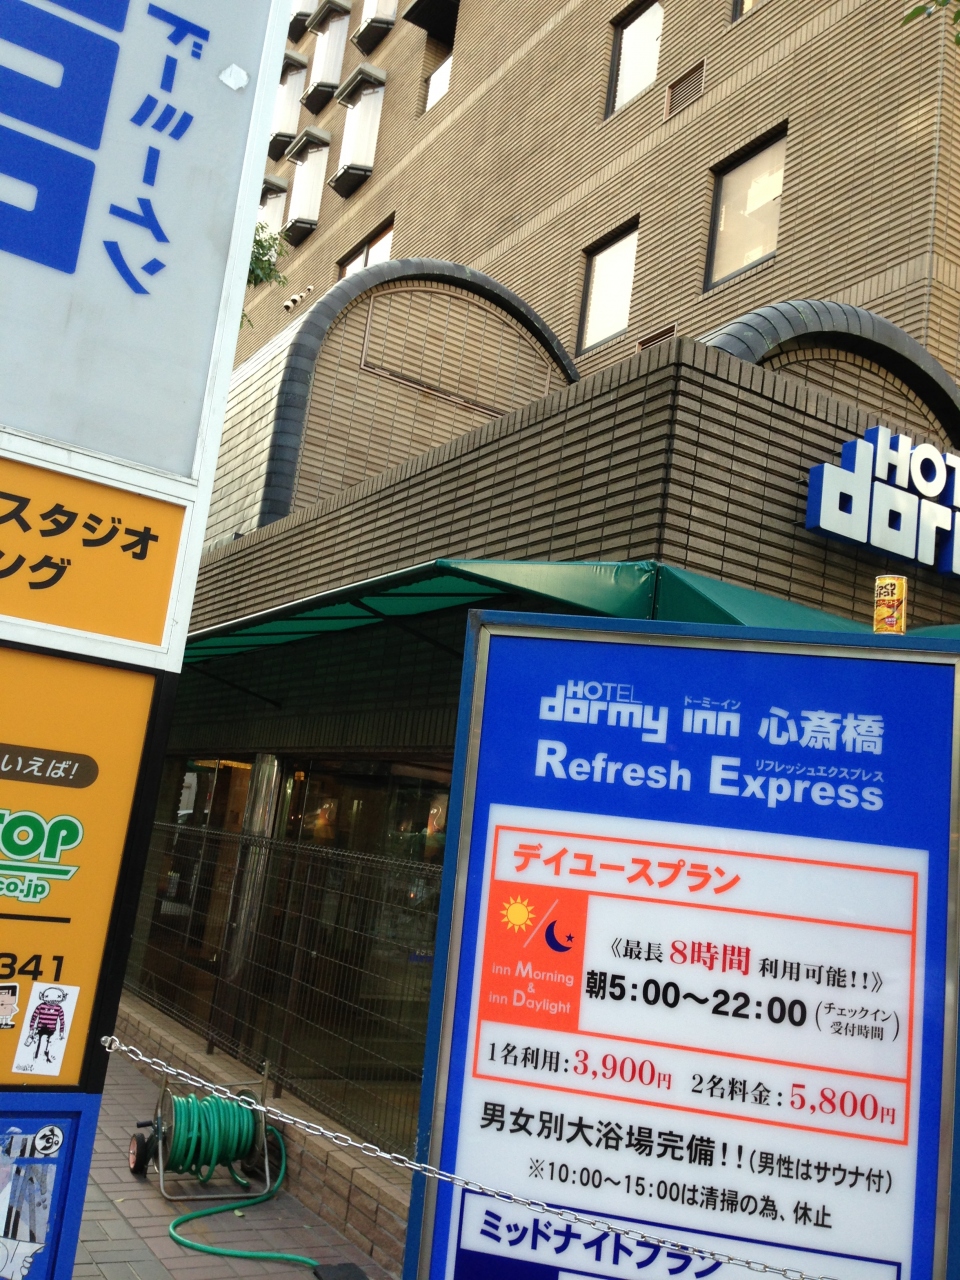 ドーミーイン
スタジオ
ング
いえば!
TOP
co.jp
341
HOTE
dor
HOTEL
dormy inn 心斎橋
ドーミーイン
Refresh Express
リフレッシュエクスプレス
デイユースプラン
inn Morning
&
inn Daylight
《最長 8時間 利用可能!!》
朝5:00〜22:00(チェックイン受付時間)
1名利用:3,900円 2名料金:5,800円
男女別大浴場完備!!(男性はサウナ付)
※10:00〜15:00は清掃の為、休止
ミッドナイトプラン